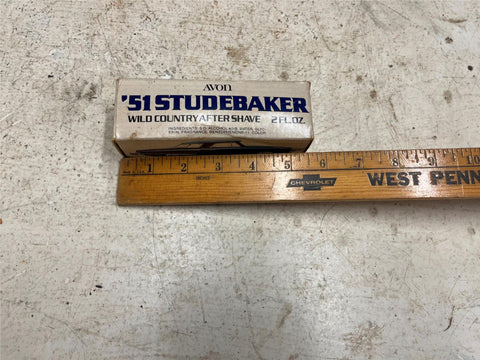 AVON
'51 STUDEBAKER
WILD COUNTRY AFTER SHAVE 2 FL. OZ.
1 2 3 4 5 6 7 8 9 10
CHEVROLET WEST PENN